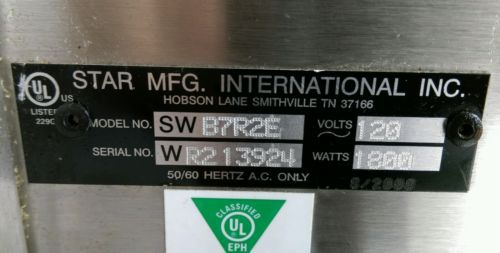 STAR MFG. INTERNATIONAL INC.
HOBSON LANE SMITHVILLE TN 37166
UL US
LISTED
229C
MODEL NO. SW B7R2E VOLTS 120
SERIAL NO. W R213924 WATTS 1800
50/60 HERTZ A.C. ONLY
CLASSIFIED
UL
EPH